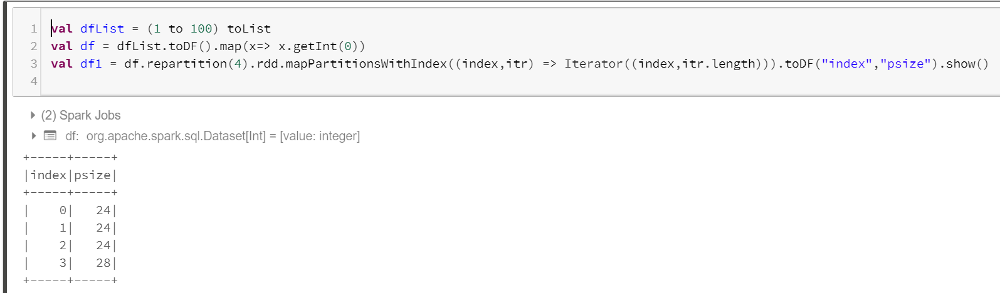 1 val dfList = (1 to 100) toList
2 val df = dfList.toDF().map(x=> x.getInt(0))
3 val df1 = df.repartition(4).rdd.mapPartitionsWithIndex((index,itr) => Iterator((index,itr.length))).toDF("index","psize").show()
4
(2) Spark Jobs
df: org.apache.spark.sql.Dataset[Int] = [value: integer]
+-----+-----+
|index|psize|
+-----+-----+
|    0|   24|
|    1|   24|
|    2|   24|
|    3|   28|
+-----+-----+